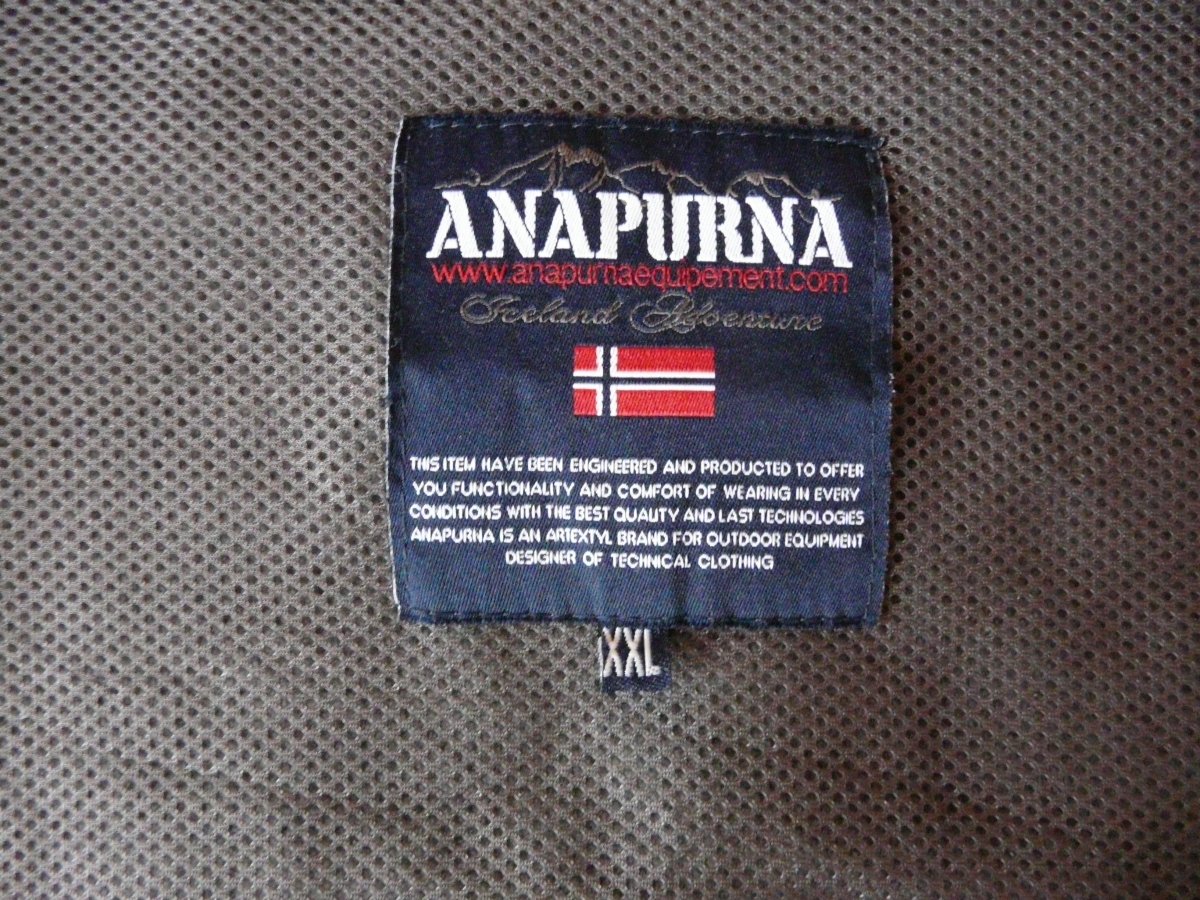 ANAPURNA
www.anapurnaequipement.com
Iceland Adventure
THIS ITEM HAVE BEEN ENGINEERED AND PRODUCTED TO OFFER
YOU FUNCTIONALITY AND COMFORT OF WEARING IN EVERY
CONDITIONS WITH THE BEST QUALITY AND LAST TECHNOLOGIES
ANAPURNA IS AN ARTEXTYL BRAND FOR OUTDOOR EQUIPMENT
DESIGNER OF TECHNICAL CLOTHING
XXL